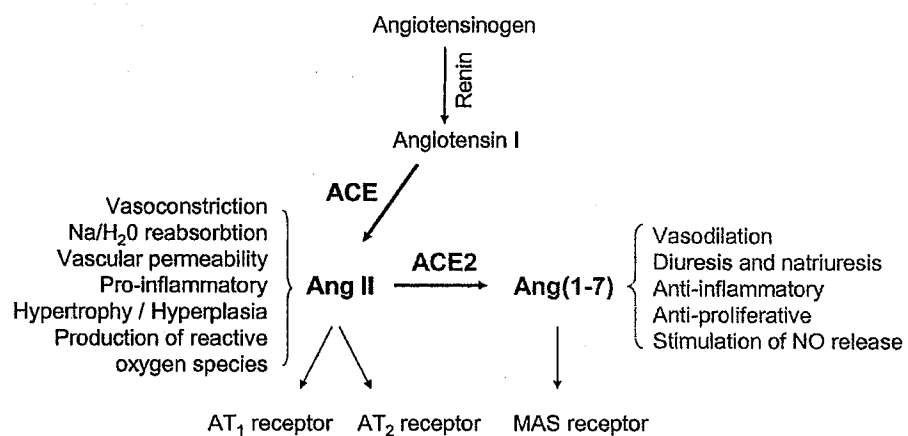 Angiotensinogen
Renin
Angiotensin I
ACE
Vasoconstriction
Na/H₂0 reabsorbtion
Vascular permeability
Pro-inflammatory
Hypertrophy / Hyperplasia
Production of reactive
oxygen species
Ang II
ACE2
Ang(1-7)
Vasodilation
Diuresis and natriuresis
Anti-inflammatory
Anti-proliferative
Stimulation of NO release
AT₁ receptor
AT₂ receptor
MAS receptor